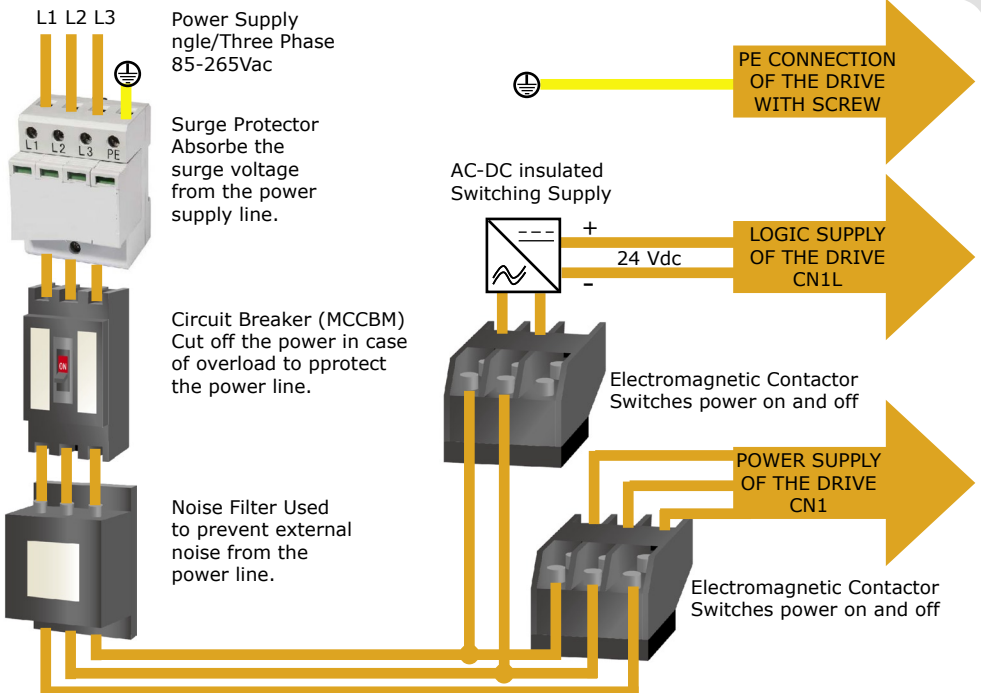 L1 L2 L3
Power Supply
ngle/Three Phase
85-265Vac
L1 L2 L3 PE
Surge Protector
Absorbe the
surge voltage
from the power
supply line.
Circuit Breaker (MCCBM)
Cut off the power in case
of overload to pprotect
the power line.
ON
Noise Filter Used
to prevent external
noise from the
power line.
PE CONNECTION
OF THE DRIVE
WITH SCREW
AC-DC insulated
Switching Supply
+
24 Vdc
-
LOGIC SUPPLY
OF THE DRIVE
CN1L
Electromagnetic Contactor
Switches power on and off
POWER SUPPLY
OF THE DRIVE
CN1
Electromagnetic Contactor
Switches power on and off